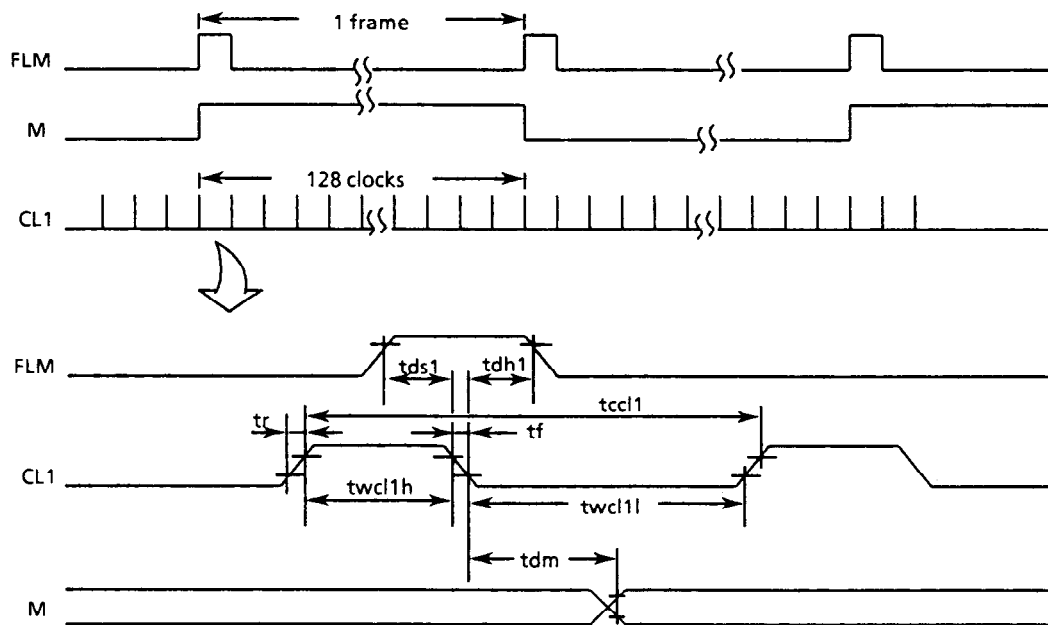 1 frame
FLM
M
128 clocks
CL1
FLM
tds1
tdh1
tccl1
tr
tf
CL1
twcl1h
twcl1l
tdm
M